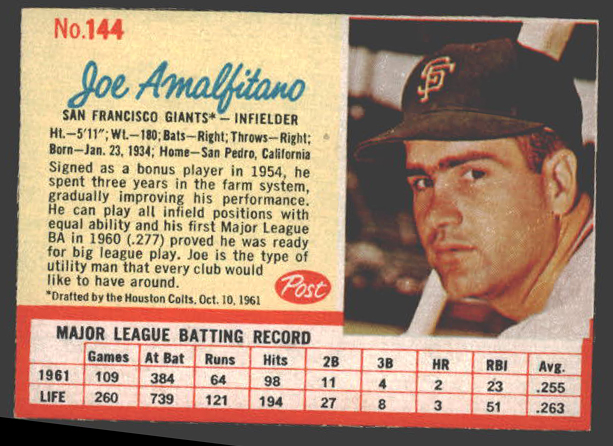 No.144
Joe Amalfitano
SAN FRANCISCO GIANTS* — INFIELDER
Ht.—5'11"; Wt.—180; Bats—Right; Throws—Right;
Born—Jan. 23, 1934; Home—San Pedro, California
Signed as a bonus player in 1954, he
spent three years in the farm system,
gradually improving his performance.
He can play all infield positions with
equal ability and his first Major League
BA in 1960 (.277) proved he was ready
for big league play. Joe is the type of
utility man that every club would
like to have around.
*Drafted by the Houston Colts, Oct. 10, 1961
Post
SF
MAJOR LEAGUE BATTING RECORD
Games At Bat Runs Hits 2B 3B HR RBI Avg.
1961 109 384 64 98 11 4 2 23 .255
LIFE 260 739 121 194 27 8 3 51 .263